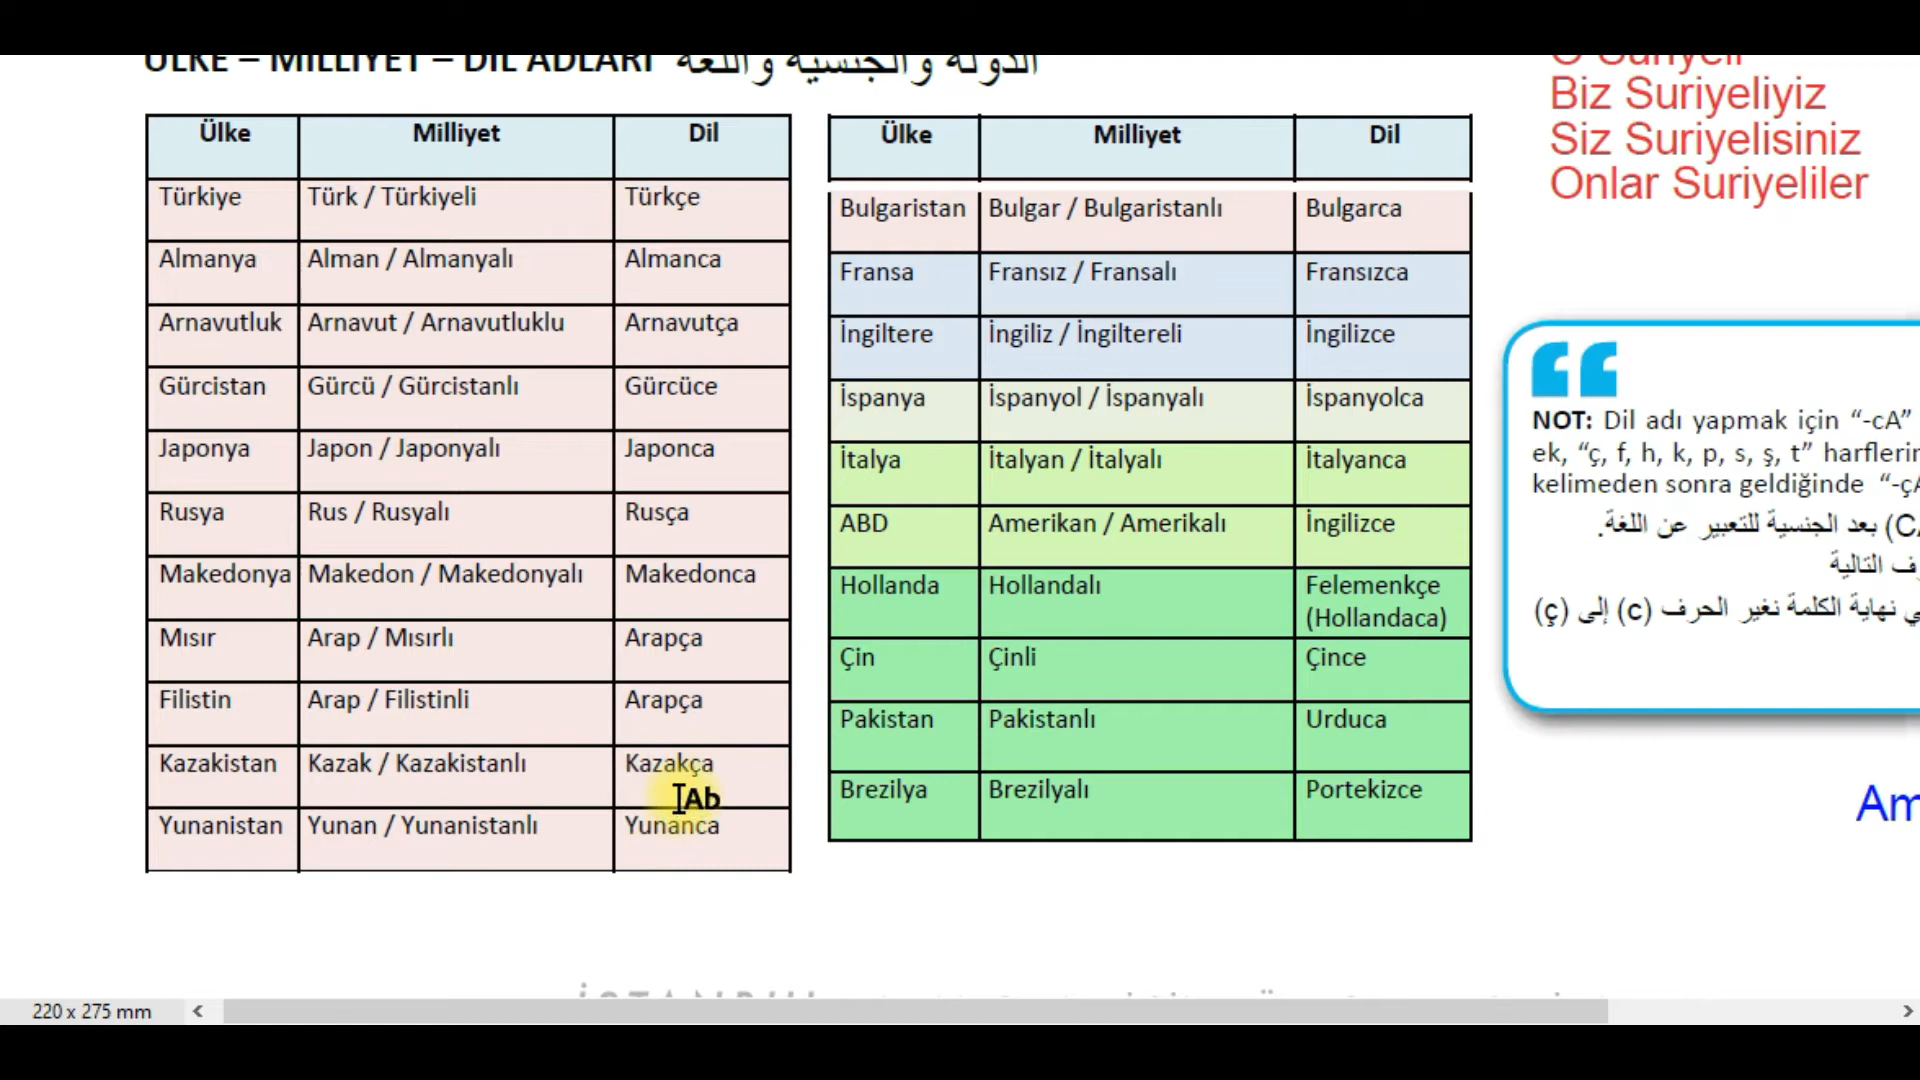 ÜLKE – MİLLİYET – DİL ADLARI الدولة والجنسية واللغة
Ülke Milliyet Dil
Türkiye Türk / Türkiyeli Türkçe
Almanya Alman / Almanyalı Almanca
Arnavutluk Arnavut / Arnavutluklu Arnavutça
Gürcistan Gürcü / Gürcistanlı Gürcüce
Japonya Japon / Japonyalı Japonca
Rusya Rus / Rusyalı Rusça
Makedonya Makedon / Makedonyalı Makedonca
Mısır Arap / Mısırlı Arapça
Filistin Arap / Filistinli Arapça
Kazakistan Kazak / Kazakistanlı Kazakça
Ab
Yunanistan Yunan / Yunanistanlı Yunanca
Ülke Milliyet Dil
Bulgaristan Bulgar / Bulgaristanlı Bulgarca
Fransa Fransız / Fransalı Fransızca
İngiltere İngiliz / İngiltereli İngilizce
İspanya İspanyol / İspanyalı İspanyolca
İtalya İtalyan / İtalyalı İtalyanca
ABD Amerikan / Amerikalı İngilizce
Hollanda Hollandalı Felemenkçe
(Hollandaca)
Çin Çinli Çince
Pakistan Pakistanlı Urduca
Brezilya Brezilyalı Portekizce
O Suriyeli
Biz Suriyeliyiz
Siz Suriyelisiniz
Onlar Suriyeliler
NOT: Dil adı yapmak için “-cA”
ek, “ç, f, h, k, p, s, ş, t”
kelimeden sonra geldiğinde
بعد الجنسية للتعبير عن اللغة.
التالية
نهاية الكلمة نغير الحرف (c) إلى (ç)
220 x 275 mm